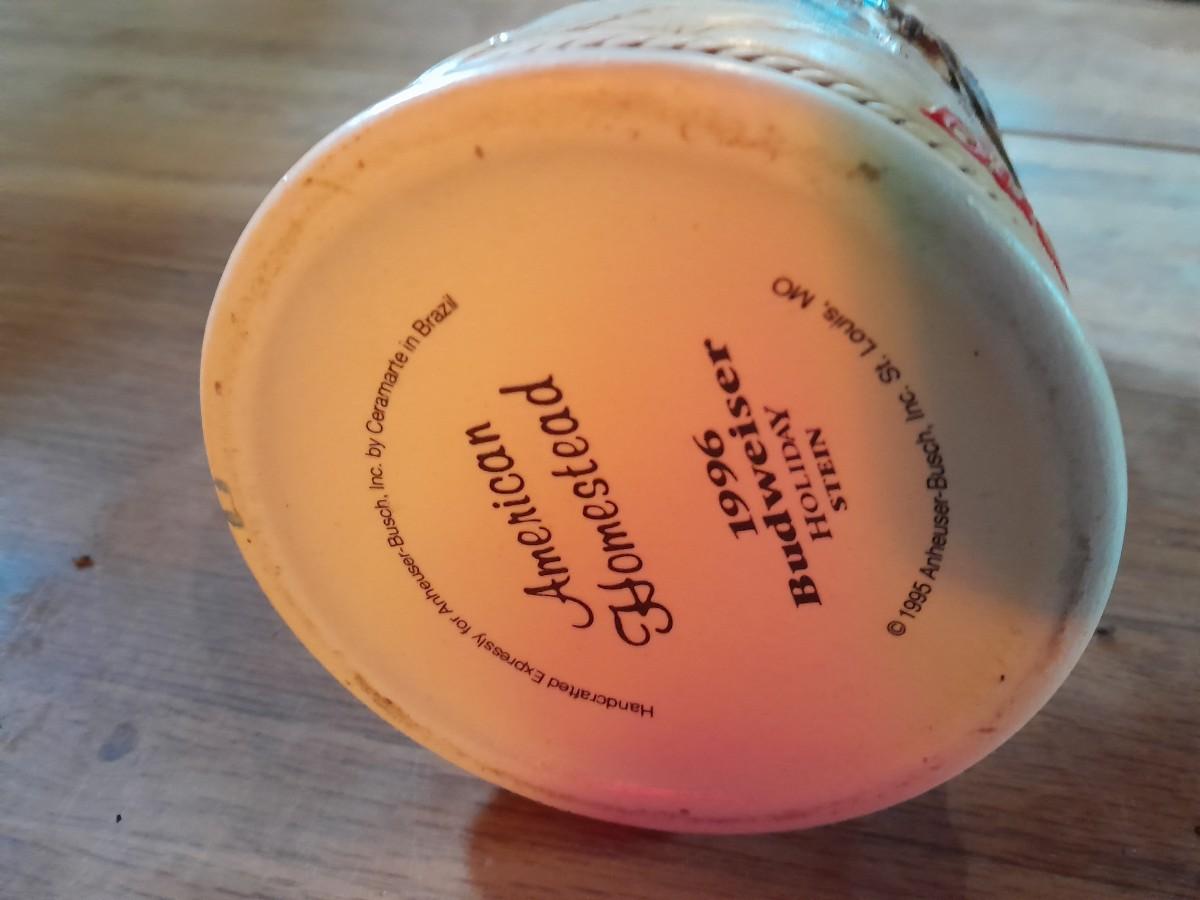 American
Homestead
1996
Budweiser
HOLIDAY
STEIN
Handcrafted Expressly for Anheuser-Busch, Inc. by Ceramarte in Brazil
© 1995 Anheuser-Busch, Inc. St. Louis, MO